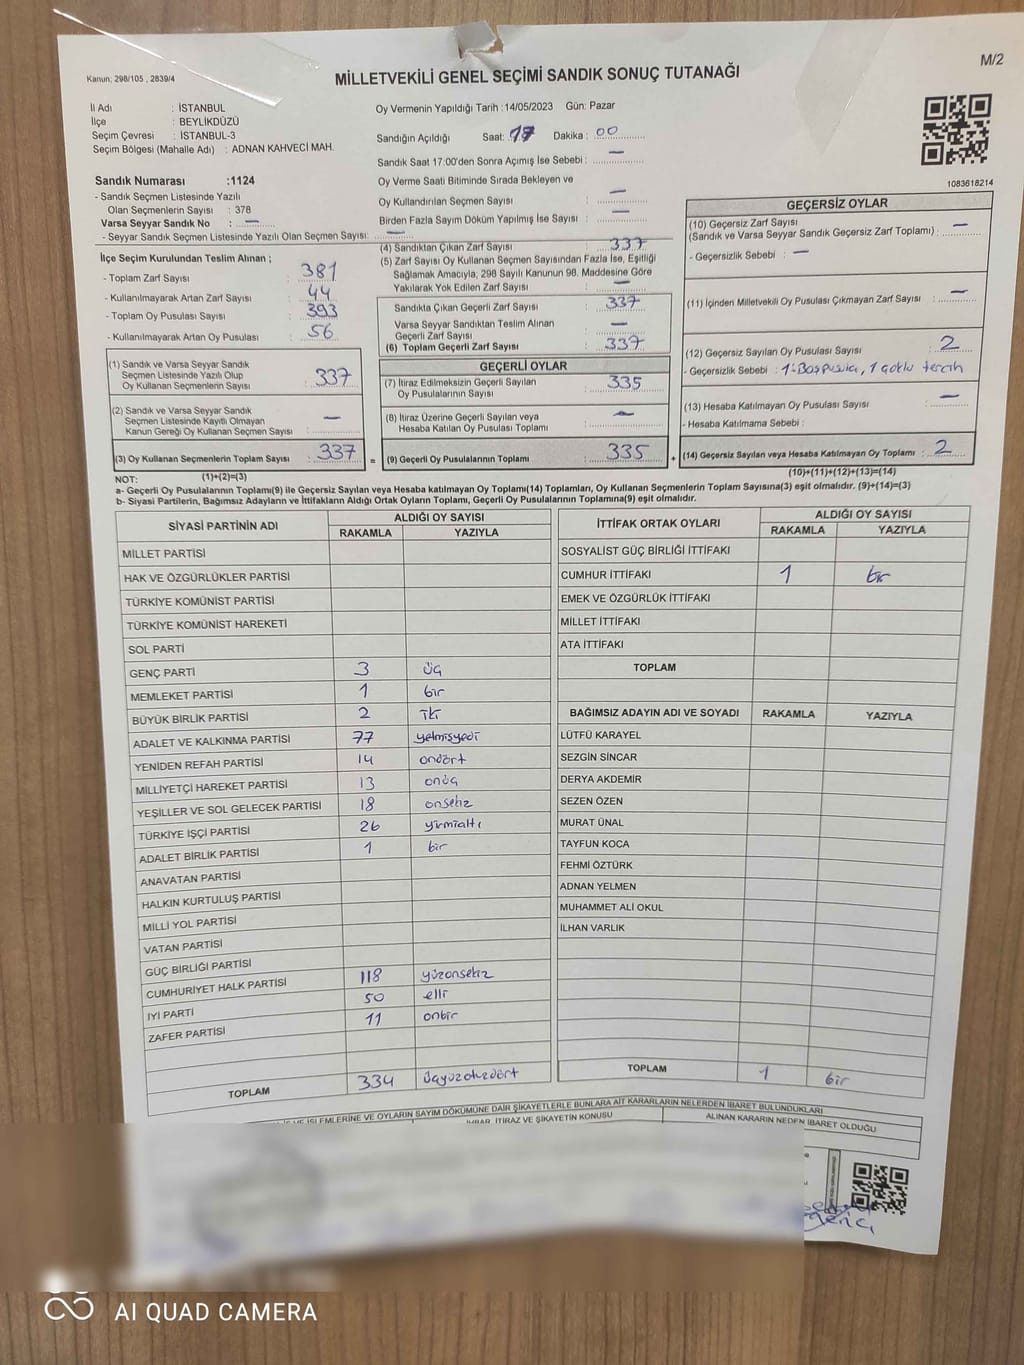 M/2
Kanun: 298/105 , 2839/4
MİLLETVEKİLİ GENEL SEÇİMİ SANDIK SONUÇ TUTANAĞI
İl Adı : İSTANBUL
İlçe : BEYLİKDÜZÜ
Seçim Çevresi : İSTANBUL-3
Seçim Bölgesi (Mahalle Adı) : ADNAN KAHVECİ MAH.
Oy Vermenin Yapıldığı Tarih :14/05/2023 Gün: Pazar
Sandığın Açıldığı Saat: 17 Dakika : 00
Sandık Saat 17:00'den Sonra Açımış İse Sebebi : —
Oy Verme Saati Bitiminde Sırada Bekleyen ve
Oy Kullandırılan Seçmen Sayısı : —
Birden Fazla Sayım Döküm Yapılmış İse Sayısı : —
1083618214
Sandık Numarası :1124
- Sandık Seçmen Listesinde Yazılı
Olan Seçmenlerin Sayısı : 378
Varsa Seyyar Sandık No : —
- Seyyar Sandık Seçmen Listesinde Yazılı Olan Seçmen Sayısı: —
İlçe Seçim Kurulundan Teslim Alınan ;
- Toplam Zarf Sayısı : 381
- Kullanılmayarak Artan Zarf Sayısı : 44
- Toplam Oy Pusulası Sayısı : 393
- Kullanılmayarak Artan Oy Pusulası : 56
(1) Sandık ve Varsa Seyyar Sandık
Seçmen Listesinde Yazılı Olup
Oy Kullanan Seçmenlerin Sayısı : 337
(2) Sandık ve Varsa Seyyar Sandık
Seçmen Listesinde Kayıtlı Olmayan
Kanun Gereği Oy Kullanan Seçmen Sayısı : —
(3) Oy Kullanan Seçmenlerin Toplam Sayısı : 337
(4) Sandıktan Çıkan Zarf Sayısı : 337
(5) Zarf Sayısı Oy Kullanan Seçmen Sayısından Fazla İse, Eşitliği
Sağlamak Amacıyla, 298 Sayılı Kanunun 98. Maddesine Göre
Yakılarak Yok Edilen Zarf Sayısı : —
Sandıkta Çıkan Geçerli Zarf Sayısı : 337
Varsa Seyyar Sandıktan Teslim Alınan
Geçerli Zarf Sayısı : —
(6) Toplam Geçerli Zarf Sayısı : 337
GEÇERLİ OYLAR
(7) İtiraz Edilmeksizin Geçerli Sayılan
Oy Pusulalarının Sayısı : 335
(8) İtiraz Üzerine Geçerli Sayılan veya
Hesaba Katılan Oy Pusulası Toplamı : —
= (9) Geçerli Oy Pusulalarının Toplamı : 335
GEÇERSİZ OYLAR
(10) Geçersiz Zarf Sayısı
(Sandık ve Varsa Seyyar Sandık Geçersiz Zarf Toplamı) : —
- Geçersizlik Sebebi : —
(11) İçinden Milletvekili Oy Pusulası Çıkmayan Zarf Sayısı : —
(12) Geçersiz Sayılan Oy Pusulası Sayısı : 2
- Geçersizlik Sebebi : 1-Boş pusula, 1 çoklu tercih
(13) Hesaba Katılmayan Oy Pusulası Sayısı : —
- Hesaba Katılmama Sebebi :
+ (14) Geçersiz Sayılan veya Hesaba Katılmayan Oy Toplamı : 2
NOT: (1)+(2)=(3) (10)+(11)+(12)+(13)=(14)
a- Geçerli Oy Pusulalarının Toplamı(9) ile Geçersiz Sayılan veya Hesaba Katılmayan Oy Toplamı(14) Toplamları, Oy Kullanan Seçmenlerin Toplam Sayısına(3) eşit olmalıdır. (9)+(14)=(3)
b- Siyasi Partilerin, Bağımsız Adayların ve İttifakların Aldığı Ortak Oyların Toplamı, Geçerli Oy Pusulalarının Toplamına(9) eşit olmalıdır.
SİYASİ PARTİNİN ADI ALDIĞI OY SAYISI
RAKAMLA YAZIYLA
MİLLET PARTİSİ
HAK VE ÖZGÜRLÜKLER PARTİSİ
TÜRKİYE KOMÜNİST PARTİSİ
TÜRKİYE KOMÜNİST HAREKETİ
SOL PARTİ
GENÇ PARTİ 3 üç
MEMLEKET PARTİSİ 1 bir
BÜYÜK BİRLİK PARTİSİ 2 iki
ADALET VE KALKINMA PARTİSİ 77 yetmişyedi
YENİDEN REFAH PARTİSİ 14 ondört
MİLLİYETÇİ HAREKET PARTİSİ 13 onüç
YEŞİLLER VE SOL GELECEK PARTİSİ 18 onsekiz
TÜRKİYE İŞÇİ PARTİSİ 26 yirmialtı
ADALET BİRLİK PARTİSİ 1 bir
ANAVATAN PARTİSİ
HALKIN KURTULUŞ PARTİSİ
MİLLİ YOL PARTİSİ
VATAN PARTİSİ
GÜÇ BİRLİĞİ PARTİSİ
CUMHURİYET HALK PARTİSİ 118 yüzonsekiz
İYİ PARTİ 50 elli
ZAFER PARTİSİ 11 onbir
TOPLAM 334 üçyüzotuzdört
İTTİFAK ORTAK OYLARI ALDIĞI OY SAYISI
RAKAMLA YAZIYLA
SOSYALİST GÜÇ BİRLİĞİ İTTİFAKI
CUMHUR İTTİFAKI 1 bir
EMEK VE ÖZGÜRLÜK İTTİFAKI
MİLLET İTTİFAKI
ATA İTTİFAKI
TOPLAM
BAĞIMSIZ ADAYIN ADI VE SOYADI RAKAMLA YAZIYLA
LÜTFÜ KARAYEL
SEZGİN SİNCAR
DERYA AKDEMİR
SEZEN ÖZEN
MURAT ÜNAL
TAYFUN KOCA
FEHMİ ÖZTÜRK
ADNAN YELMEN
MUHAMMET ALİ OKUL
İLHAN VARLIK
TOPLAM 1 bir
İŞLEMLERİNE VE OYLARIN SAYIM DÖKÜMÜNE DAİR ŞİKAYETLERLE BUNLARA AİT KARARLARIN NELERDEN İBARET BULUNDUKLARI
İHBAR, İTİRAZ VE ŞİKAYETİN KONUSU
ALINAN KARARIN NEDEN İBARET OLDUĞU
AI QUAD CAMERA